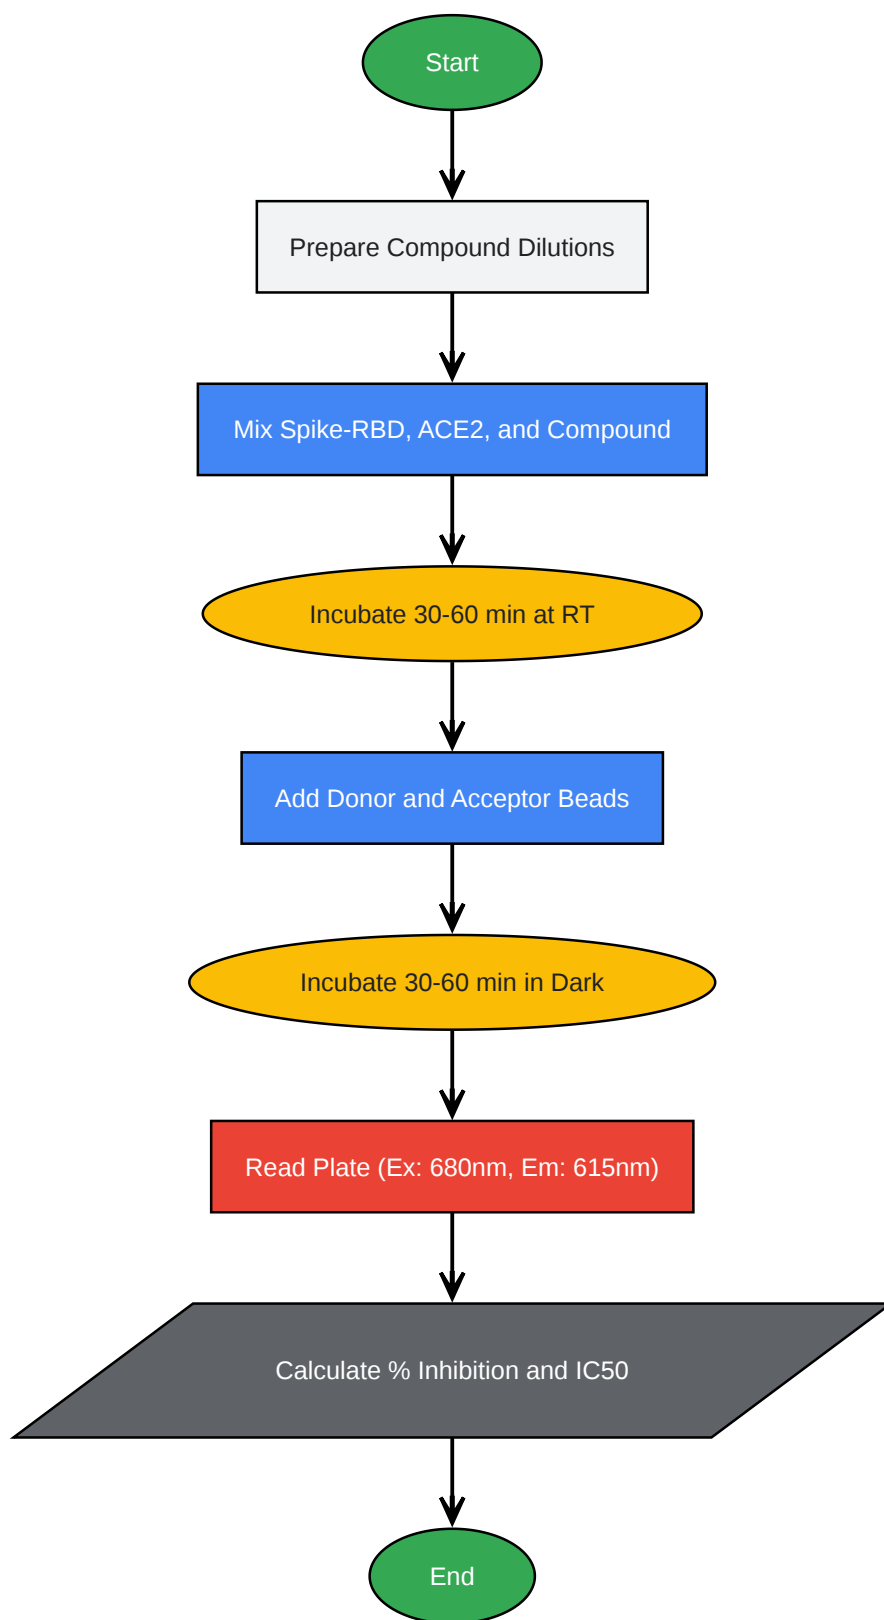 Start
Prepare Compound Dilutions
Mix Spike-RBD, ACE2, and Compound
Incubate 30-60 min at RT
Add Donor and Acceptor Beads
Incubate 30-60 min in Dark
Read Plate (Ex: 680nm, Em: 615nm)
Calculate % Inhibition and IC50
End